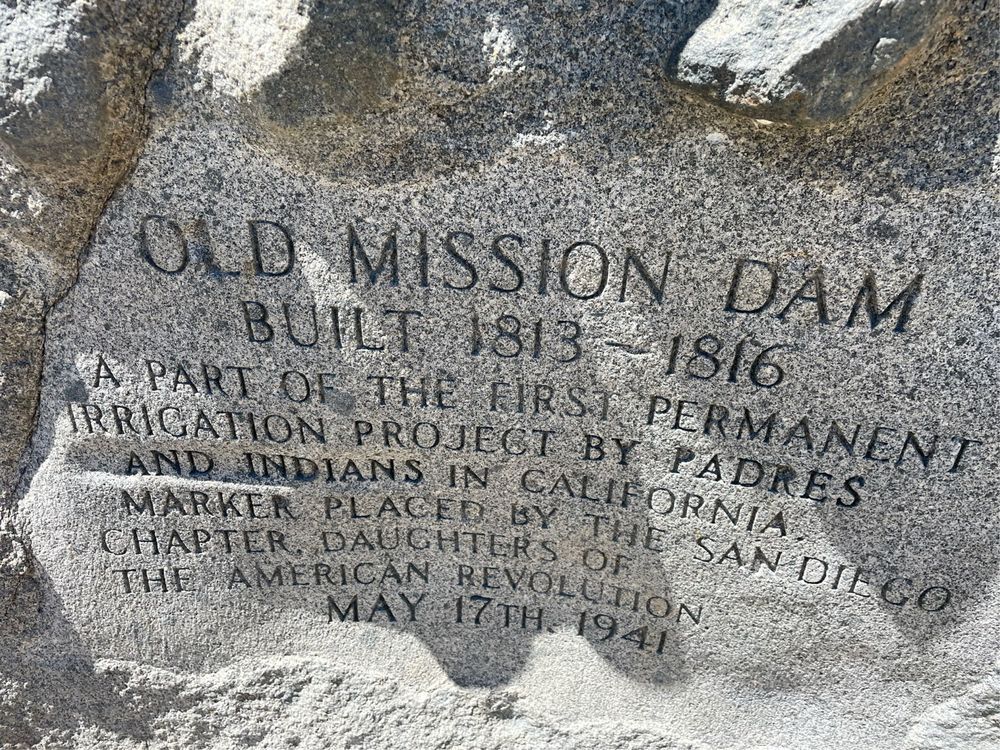 OLD MISSION DAM
BUILT 1813 – 1816
A PART OF THE FIRST PERMANENT
IRRIGATION PROJECT BY PADRES
AND INDIANS IN CALIFORNIA.
MARKER PLACED BY THE SAN DIEGO
CHAPTER. DAUGHTERS OF
THE AMERICAN REVOLUTION
MAY 17TH. 1941